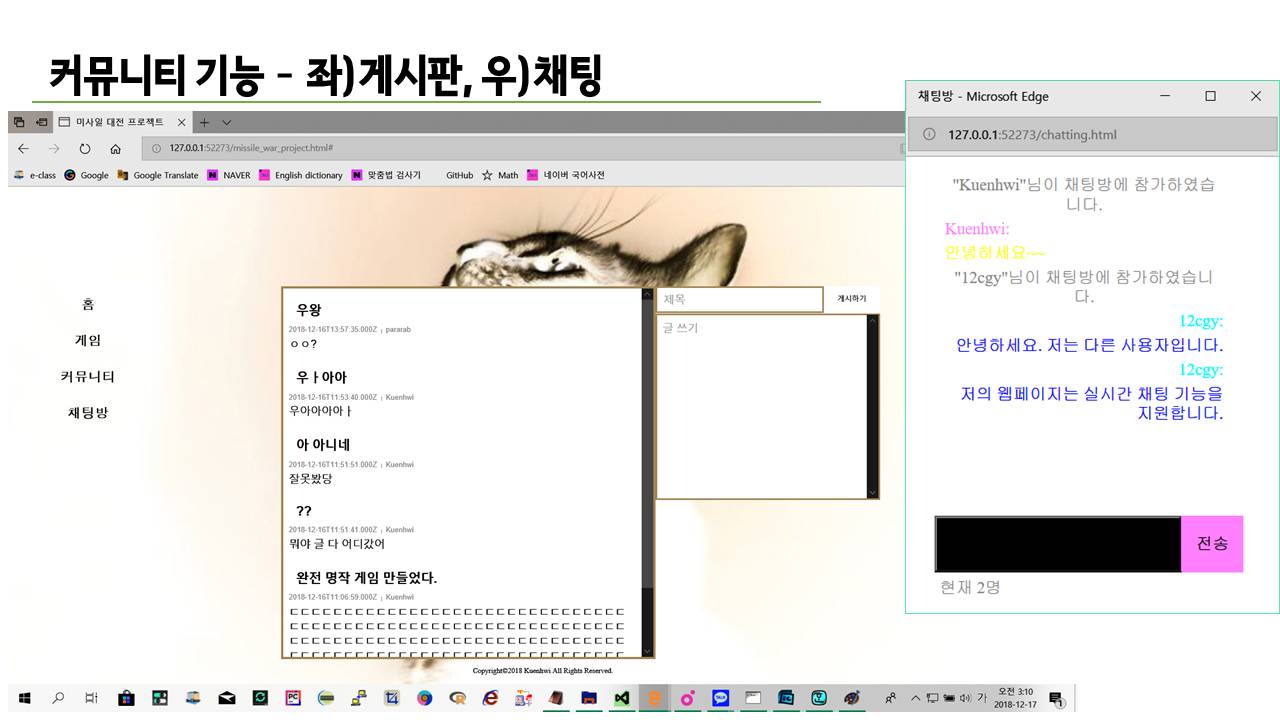 커뮤니티 기능 - 좌)게시판, 우)채팅
미사일 대전 프로젝트
127.0.0.1:52273/missile_war_project.html#
e-class Google Google Translate NAVER English dictionary 맞춤법 검사기 GitHub Math 네이버 국어사전
홈
게임
커뮤니티
채팅방
우왕
2018-12-16T13:57:35.000Z | pararab
ㅇㅇ?
우ㅏ아아
2018-12-16T11:53:40.000Z | Kuenhwi
우아아아아ㅏ
아 아니네
2018-12-16T11:51:51.000Z | Kuenhwi
잘못봤당
??
2018-12-16T11:51:41.000Z | Kuenhwi
뭐야 글 다 어디갔어
완전 명작 게임 만들었다.
2018-12-16T11:06:59.000Z | Kuenhwi
제목
게시하기
글 쓰기
Copyright©2018 Kuenhwi All Rights Reserved.
채팅방 - Microsoft Edge
127.0.0.1:52273/chatting.html
"Kuenhwi"님이 채팅방에 참가하였습
니다.
Kuenhwi:
안녕하세요~~
"12cgy"님이 채팅방에 참가하였습니
다.
12cgy:
안녕하세요. 저는 다른 사용자입니다.
12cgy:
저의 웹페이지는 실시간 채팅 기능을
지원합니다.
전송
현재 2명
PC
TALK
가
오전 3:10
2018-12-17
1